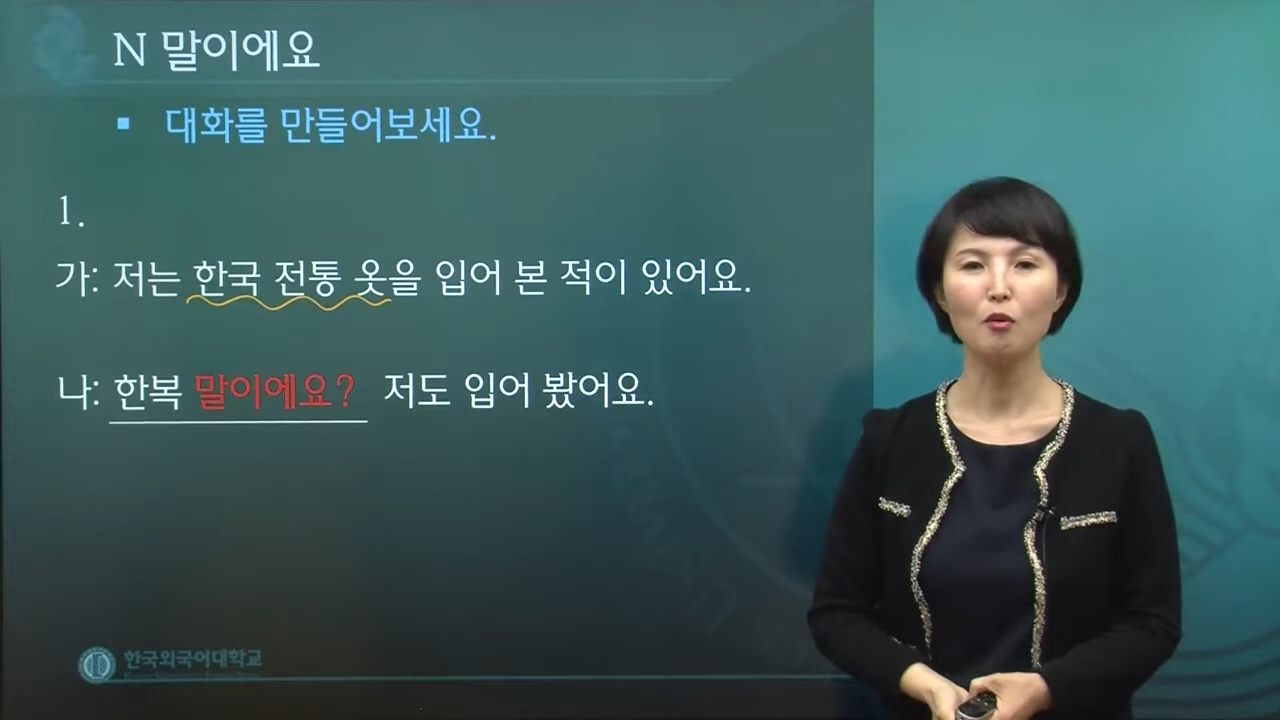 N 말이에요
▪ 대화를 만들어보세요.
1.
가: 저는 한국 전통 옷을 입어 본 적이 있어요.
나: 한복 말이에요? 저도 입어 봤어요.
한국외국어대학교